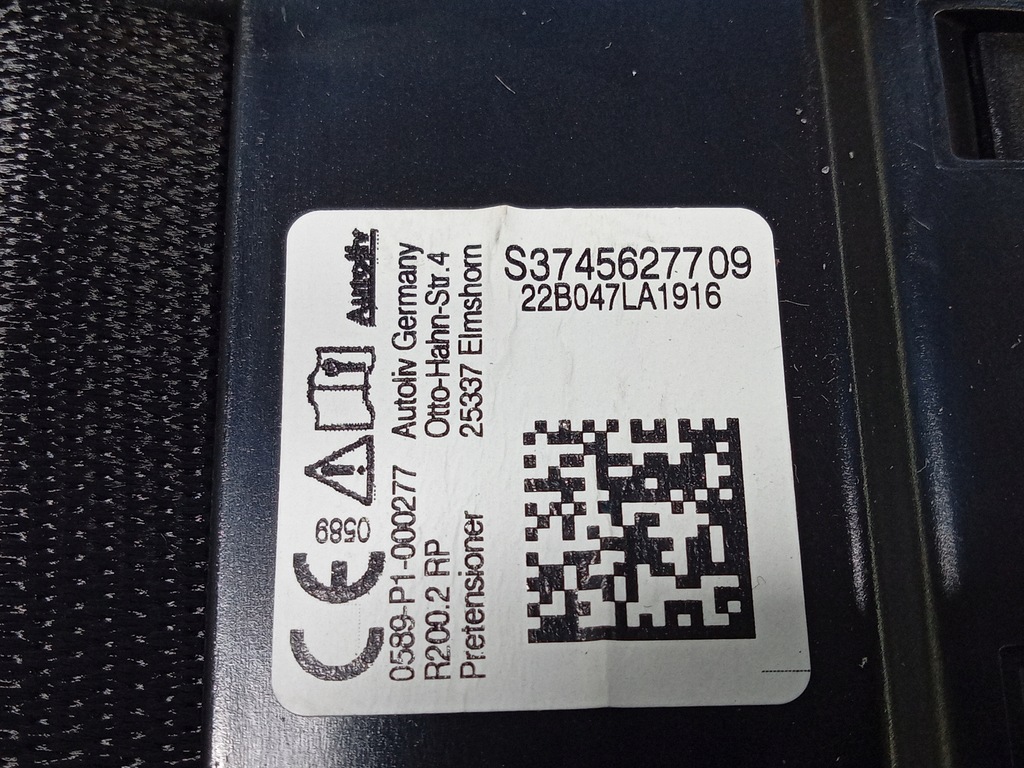 S3745627709
22B047LA1916
Autoliv
0589
0589-P1-000277
R200.2 RP
Pretensioner
Autoliv Germany
Otto-Hahn-Str. 4
25337 Elmshorn